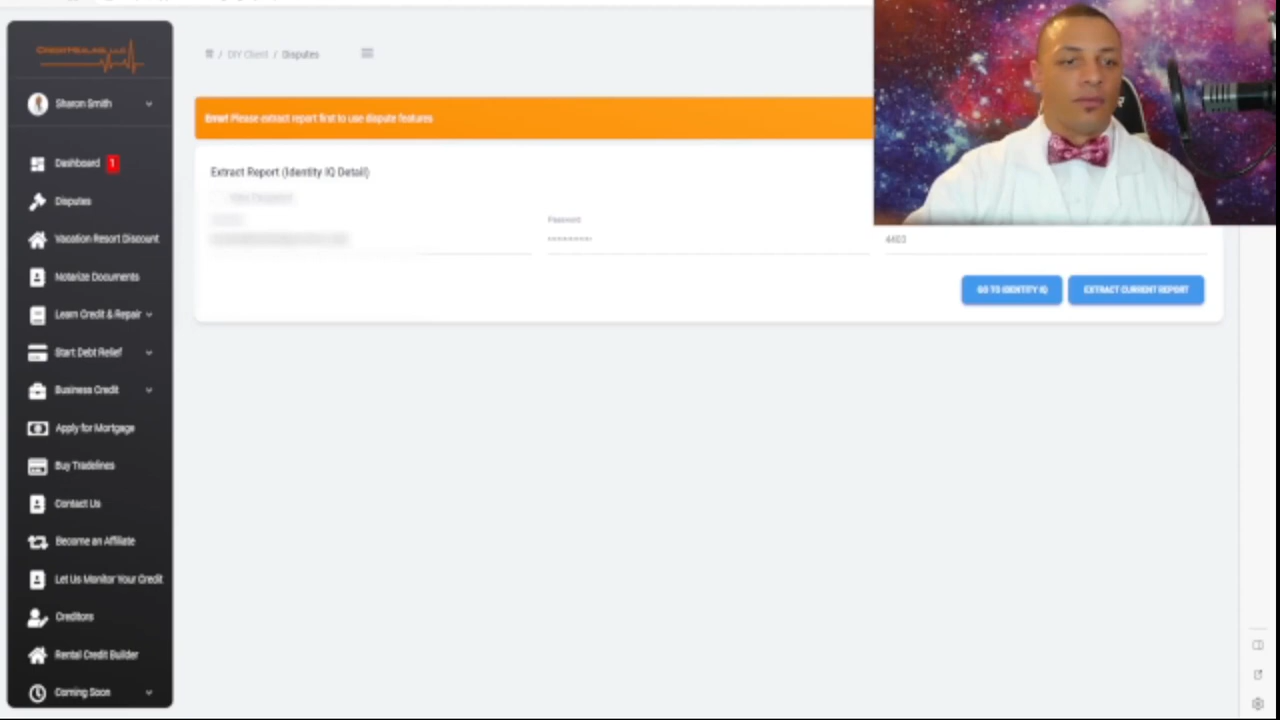 CREDITHEALING, LLC
Sharon Smith
Dashboard 1
Disputes
Vacation Resort Discount
Notarize Documents
Learn Credit & Repair
Start Debt Relief
Business Credit
Apply for Mortgage
Buy Tradelines
Contact Us
Become an Affiliate
Let Us Monitor Your Credit
Creditors
Rental Credit Builder
Coming Soon
/ DIY Client / Disputes
Error! Please extract report first to use dispute features
Extract Report (Identity IQ Detail)
Password
4403
GO TO IDENTITY IQ
EXTRACT CURRENT REPORT